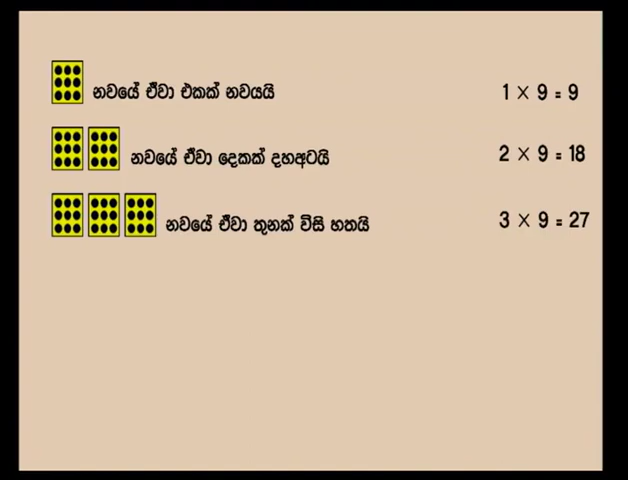 නවයේ ඒවා එකක් නවයයි 1 × 9 = 9
නවයේ ඒවා දෙකක් දහඅටයි 2 × 9 = 18
නවයේ ඒවා තුනක් විසි හතයි 3 × 9 = 27